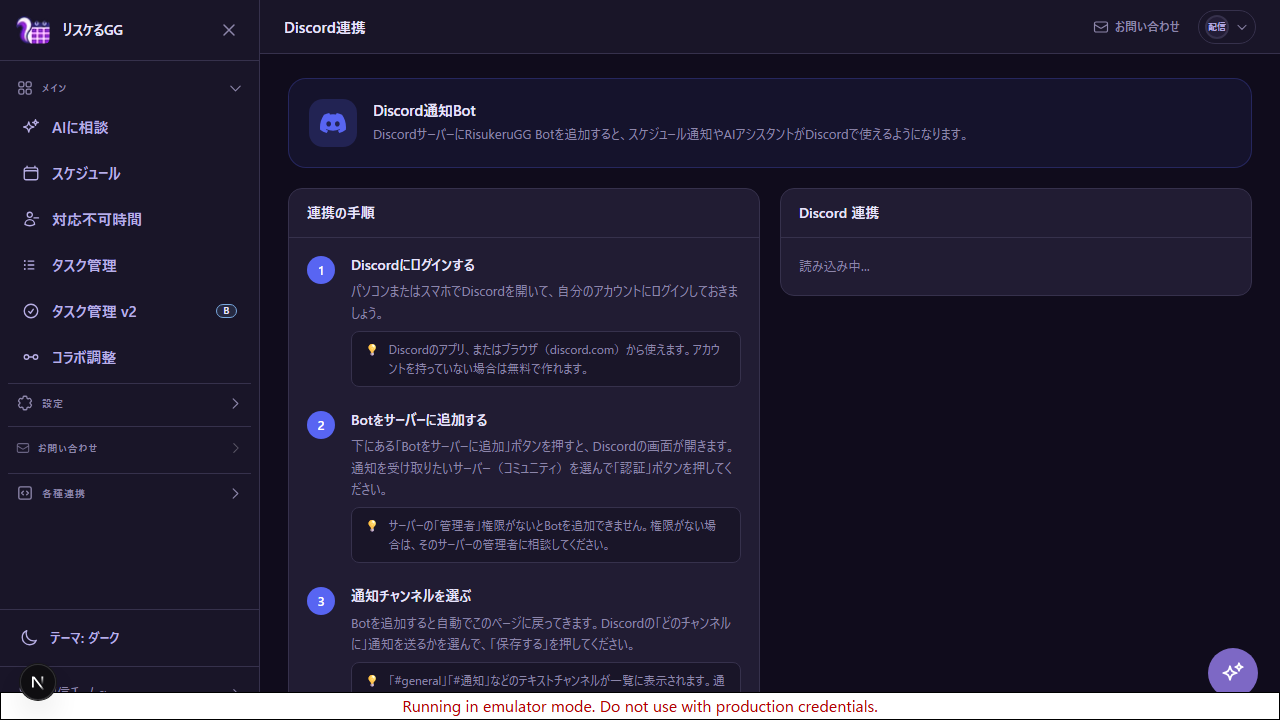 リスケるGG
メイン
AIに相談
スケジュール
対応不可時間
タスク管理
タスク管理 v2
B
コラボ調整
設定
お問い合わせ
各種連携
テーマ: ダーク
N
Discord連携
お問い合わせ
配信
Discord通知Bot
DiscordサーバーにRisukeruGG Botを追加すると、スケジュール通知やAIアシスタントがDiscordで使えるようになります。
連携の手順
1
Discordにログインする
パソコンまたはスマホでDiscordを開いて、自分のアカウントにログインしておきま
しょう。
Discordのアプリ、またはブラウザ（discord.com）から使えます。アカウ
ントを持っていない場合は無料で作れます。
2
Botをサーバーに追加する
下にある「Botをサーバーに追加」ボタンを押すと、Discordの画面が開きます。
通知を受け取りたいサーバー（コミュニティ）を選んで「認証」ボタンを押してく
ださい。
サーバーの「管理者」権限がないとBotを追加できません。権限がない場
合は、そのサーバーの管理者に相談してください。
3
通知チャンネルを選ぶ
Botを追加すると自動でこのページに戻ってきます。Discordの「どのチャンネル
に」通知を送るかを選んで、「保存する」を押してください。
「#general」「#通知」などのテキストチャンネルが一覧に表示されます。通
Discord 連携
読み込み中...
Running in emulator mode. Do not use with production credentials.